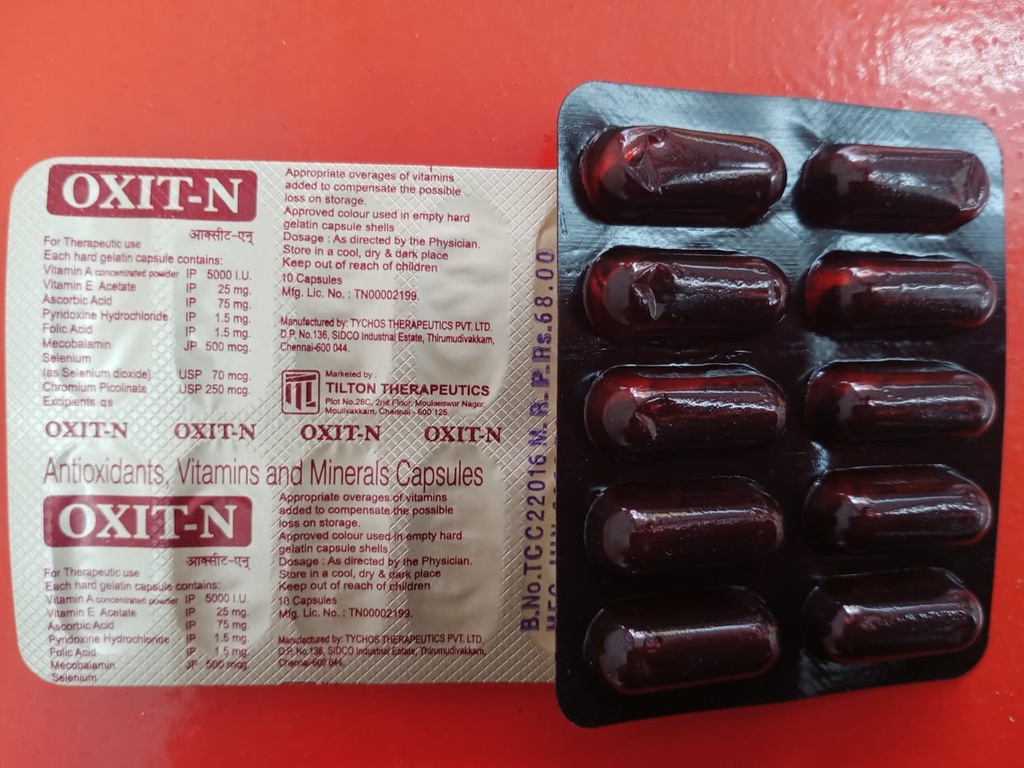 OXIT-N
आक्सीट-एन्
For Therapeutic use
Each hard gelatin capsule contains:
Vitamin A concentrated powder IP 5000 I.U.
Vitamin E Acetate IP 25 mg.
Ascorbic Acid IP 75 mg.
Pyridoxine Hydrochloride IP 1.5 mg.
Folic Acid IP 1.5 mg.
Mecobalamin JP 500 mcg.
Selenium
(as Selenium dioxide) USP 70 mcg.
Chromium Picolinate USP 250 mcg.
Excipients qs
Appropriate overages of vitamins
added to compensate the possible
loss on storage.
Approved colour used in empty hard
gelatin capsule shells
Dosage : As directed by the Physician.
Store in a cool, dry & dark place
Keep out of reach of children
10 Capsules
Mfg. Lic. No. : TN00002199.
Manufactured by: TYCHOS THERAPEUTICS PVT. LTD,
D.P. No.136, SIDCO Industrial Estate, Thirumudivakkam,
Chennai-600 044.
Marketed by :
TILTON THERAPEUTICS
Plot No.26C, 2nd Floor, Mouleeswar Nagar,
Moulivakkam, Chennai - 600 125.
OXIT-N OXIT-N OXIT-N OXIT-N
Antioxidants, Vitamins and Minerals Capsules
OXIT-N
आक्सीट-एन्
For Therapeutic use
Each hard gelatin capsule contains:
Vitamin A concentrated powder IP 5000 I.U.
Vitamin E Acetate IP 25 mg.
Ascorbic Acid IP 75 mg.
Pyridoxine Hydrochloride IP 1.5 mg.
Folic Acid IP 1.5 mg.
Mecobalamin JP 500 mcg.
Selenium
Appropriate overages of vitamins
added to compensate the possible
loss on storage.
Approved colour used in empty hard
gelatin capsule shells
Dosage : As directed by the Physician.
Store in a cool, dry & dark place
Keep out of reach of children
10 Capsules
Mfg. Lic. No. : TN00002199.
Manufactured by: TYCHOS THERAPEUTICS PVT. LTD,
D.P. No.136, SIDCO Industrial Estate, Thirumudivakkam,
Chennai-600 044.
B.No.TCC22016 M.R.P.Rs.68.00